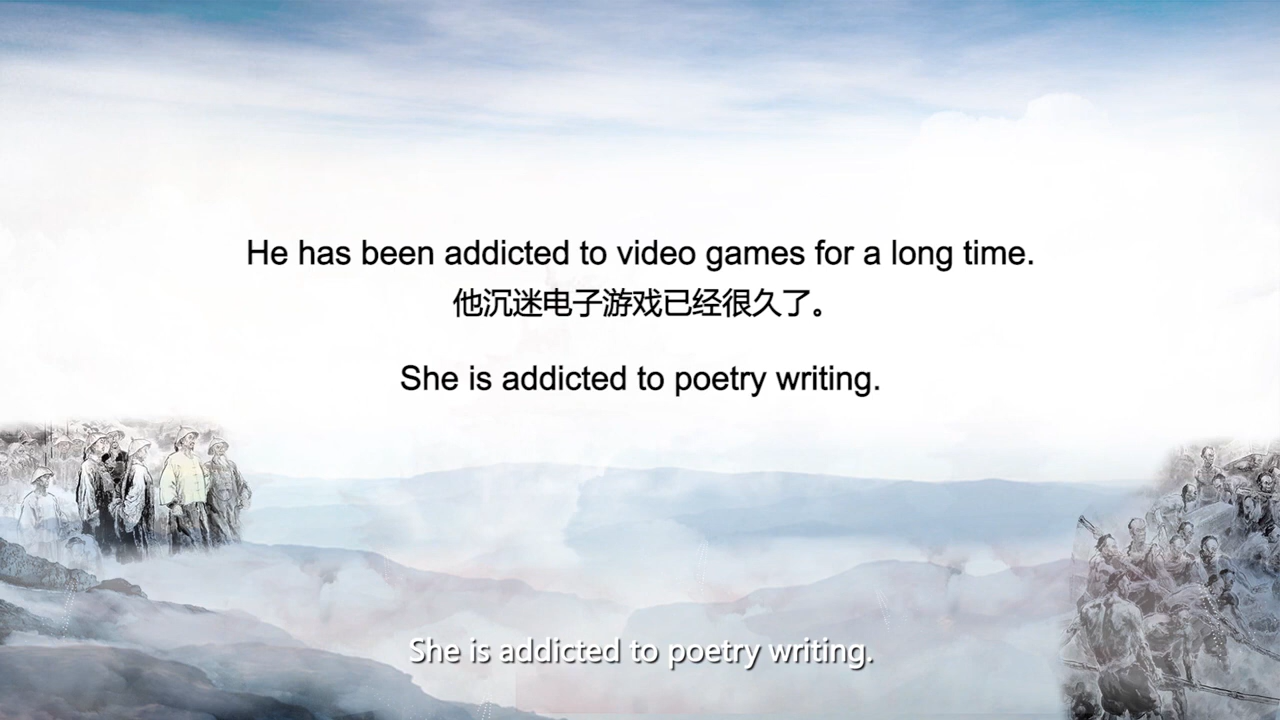 He has been addicted to video games for a long time.
他沉迷电子游戏已经很久了。
She is addicted to poetry writing.
She is addicted to poetry writing.